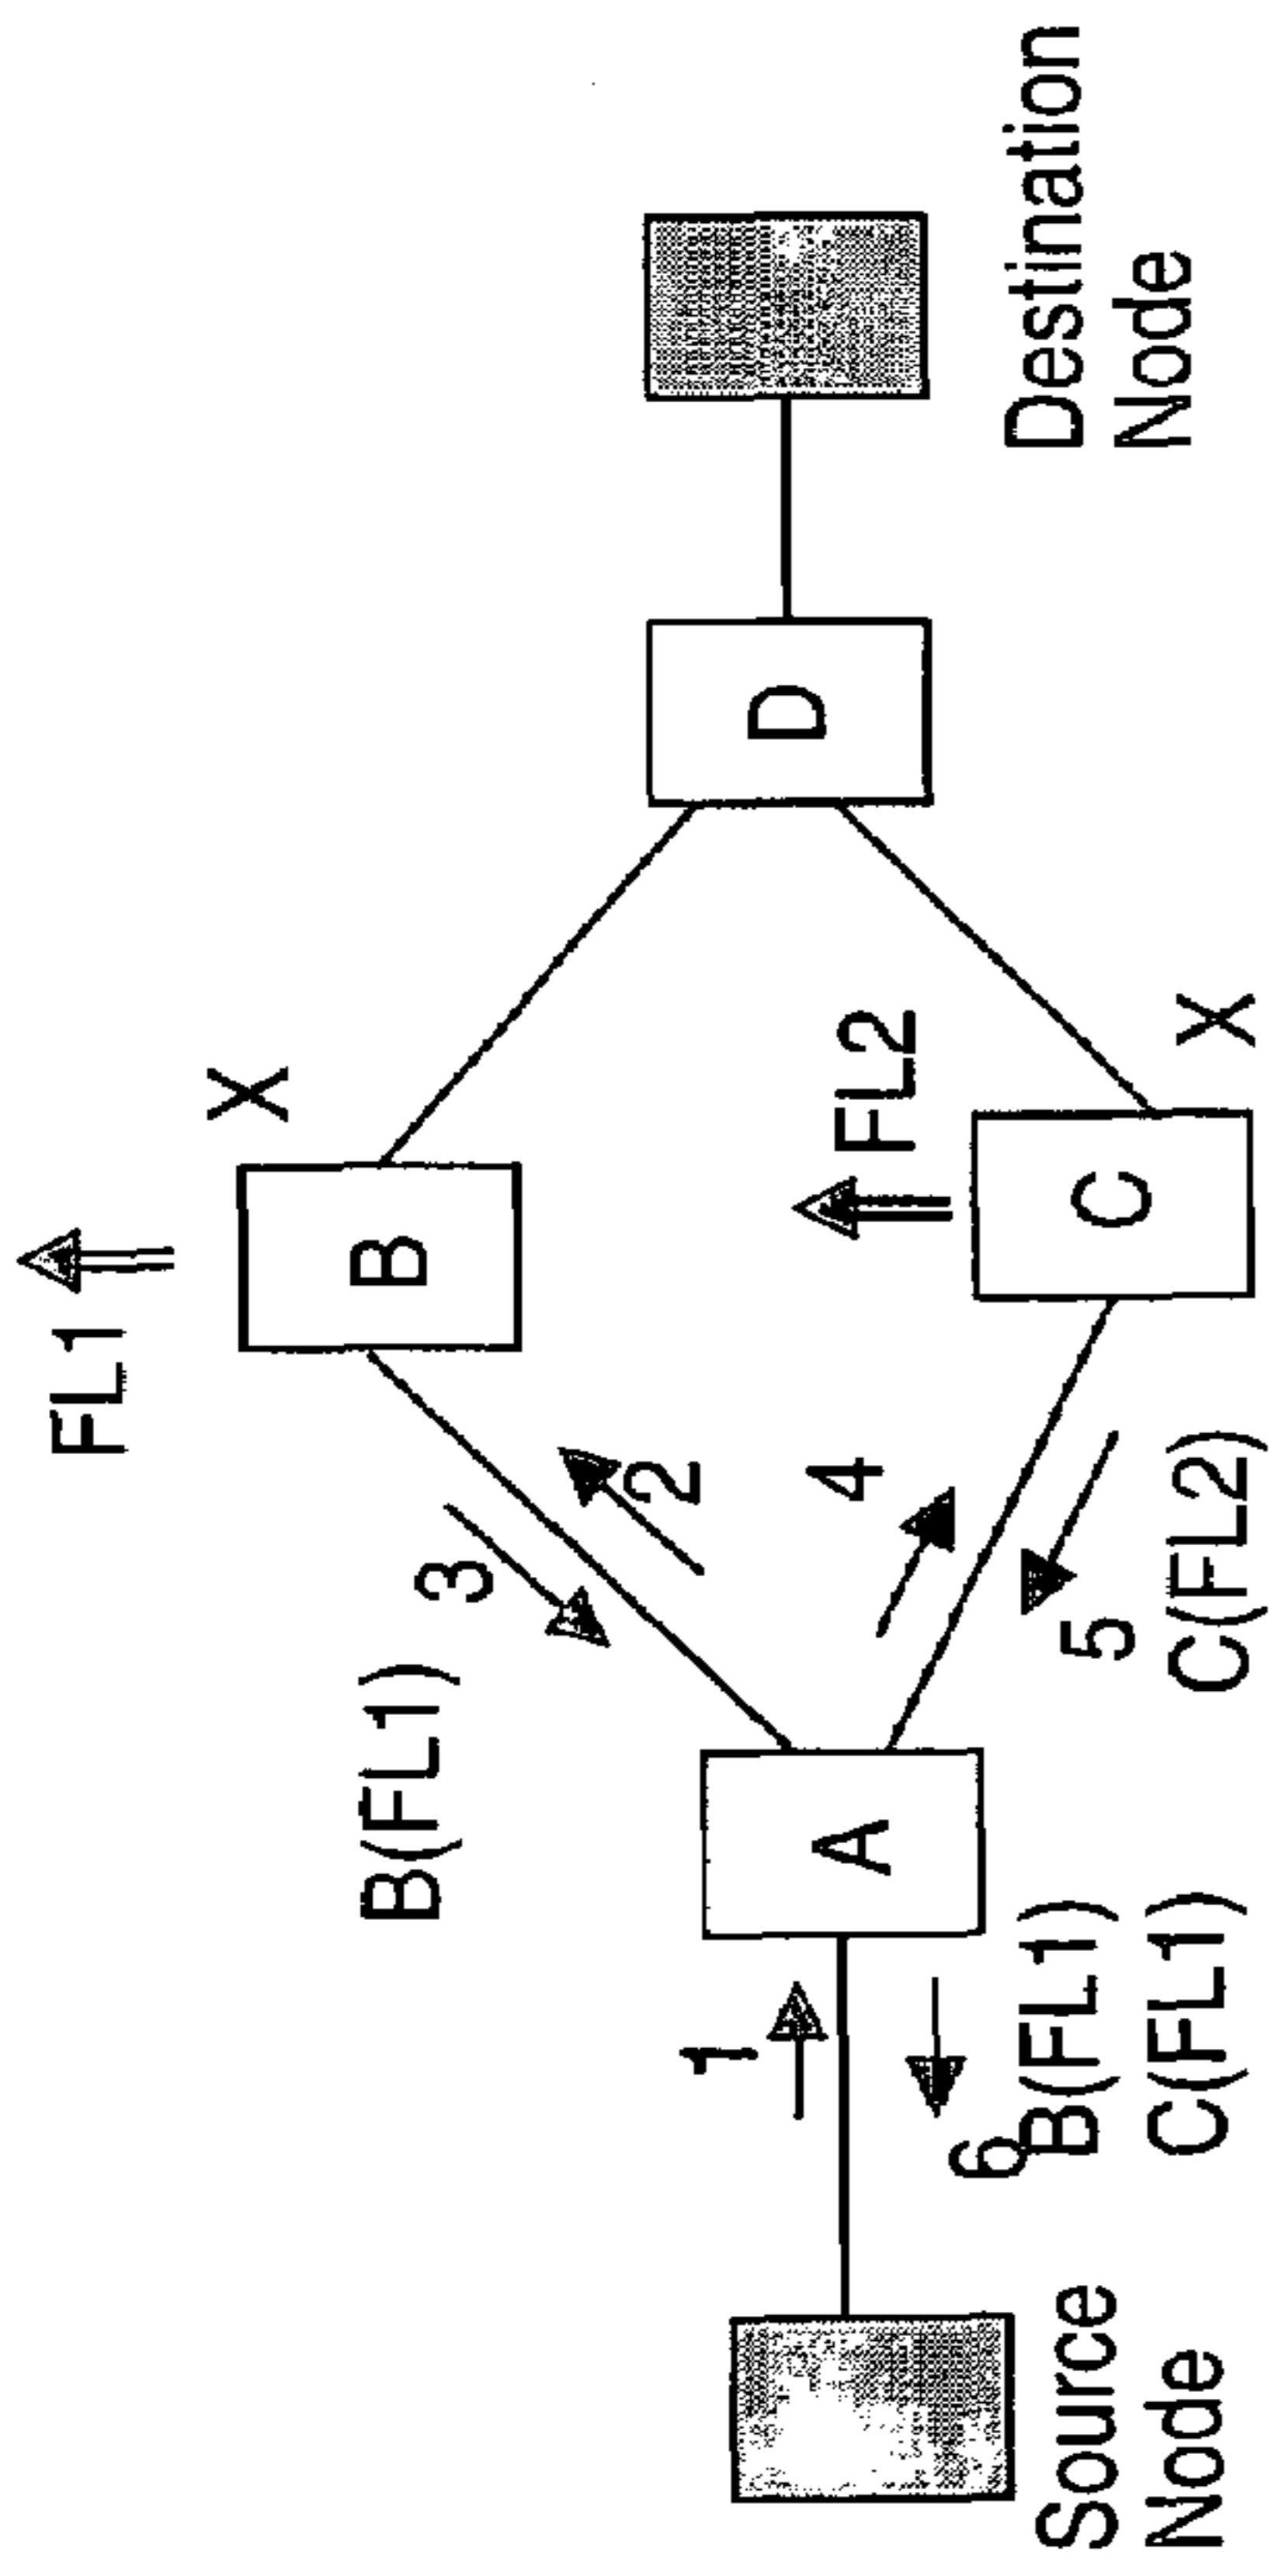 FL1
X
B
3
B(FL1)
2
FL2
4
D
1
A
C
X
Destination
Node
6
5
B(FL1)
C(FL2)
C(FL1)
Source
Node